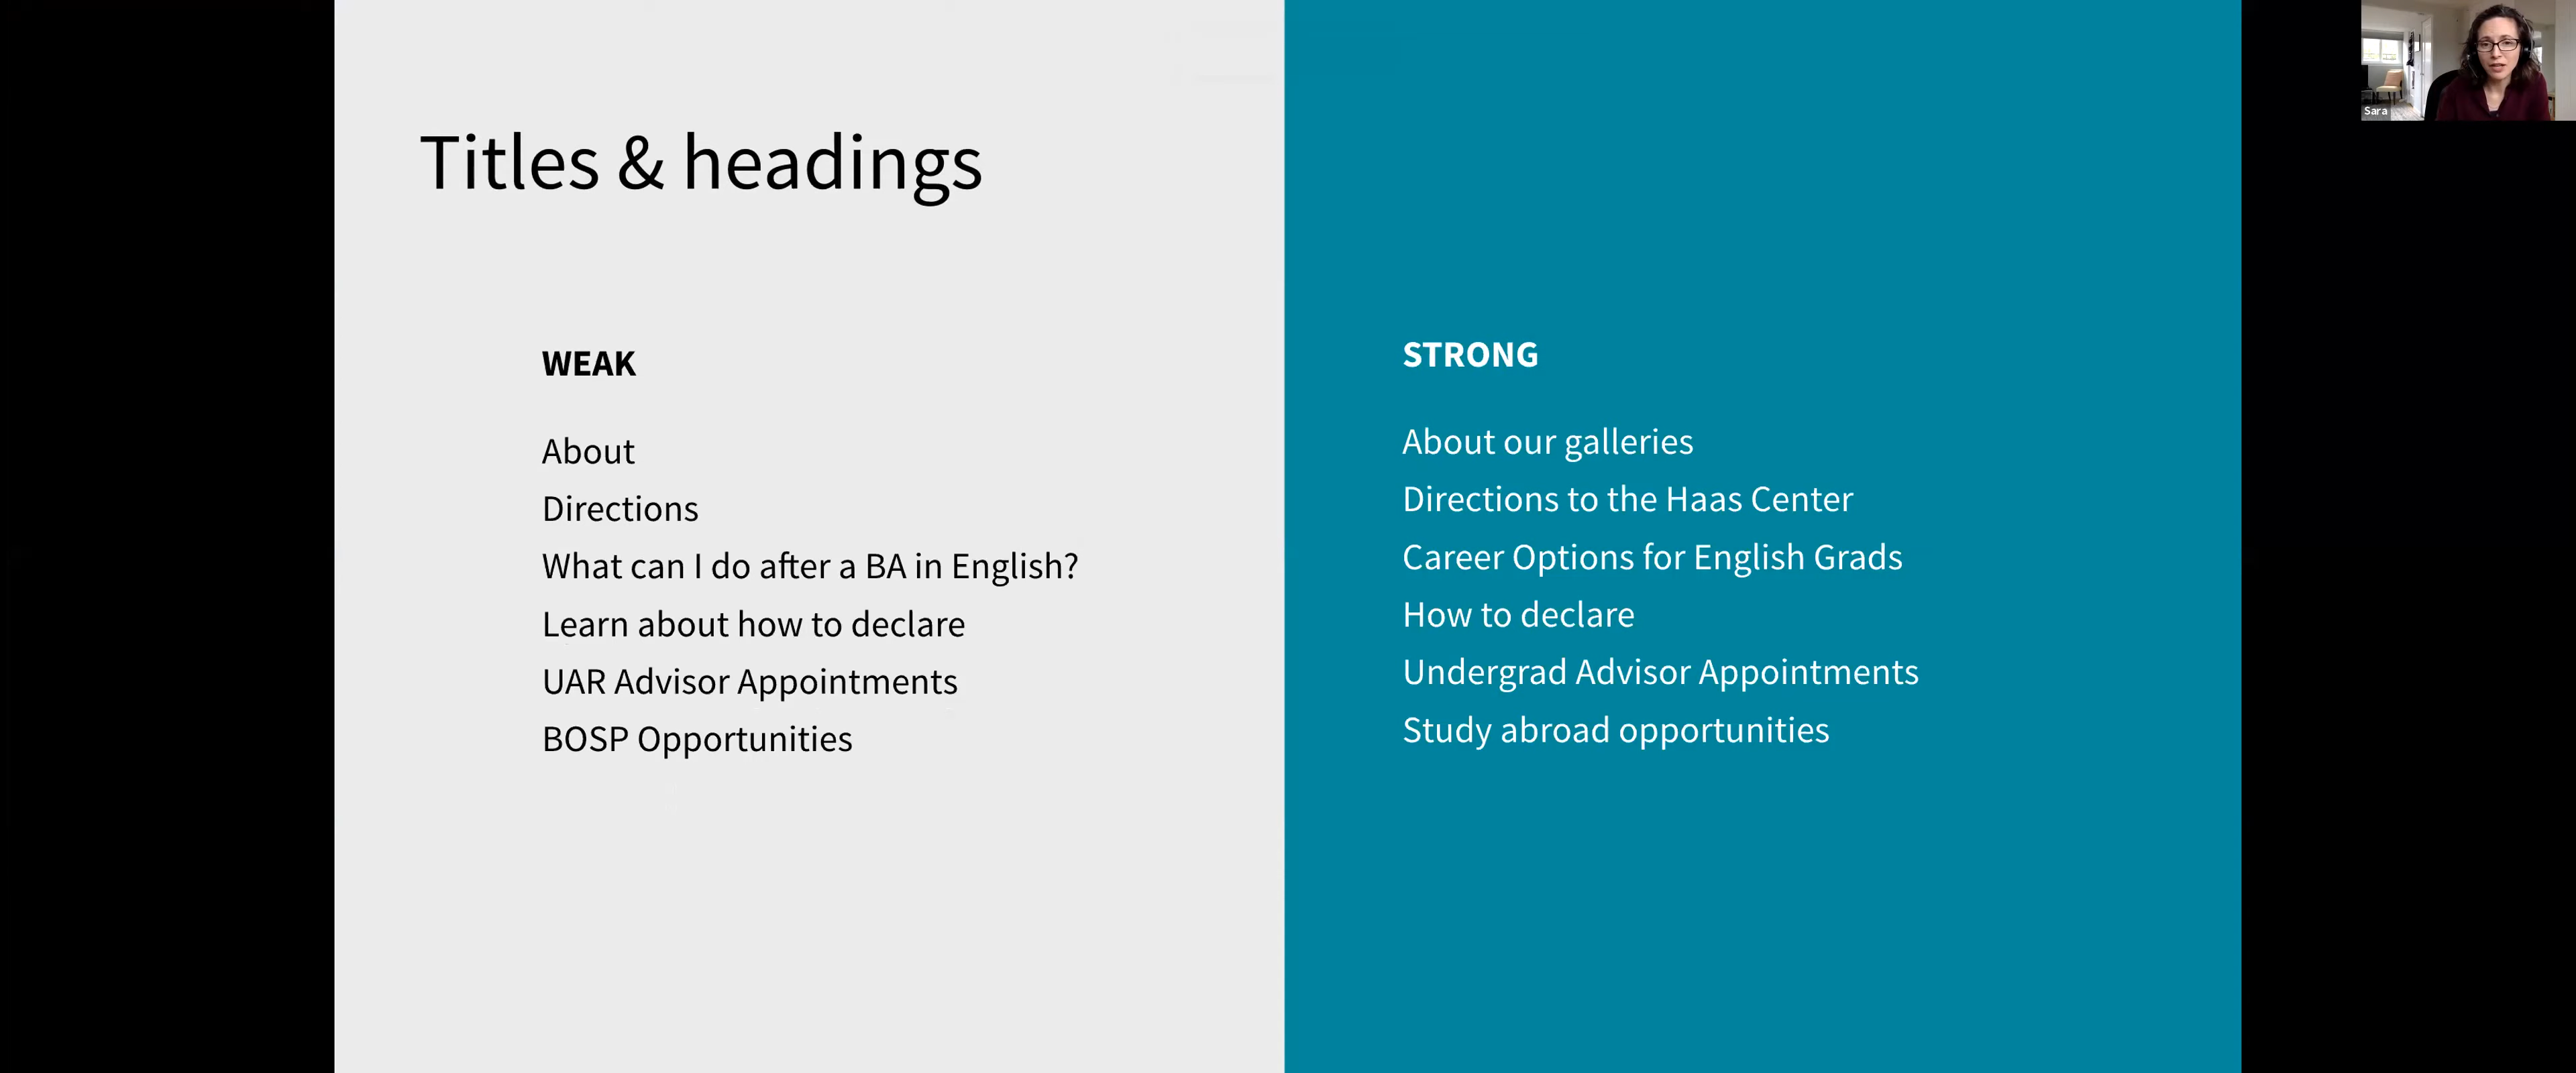 Titles & headings
WEAK
About
Directions
What can I do after a BA in English?
Learn about how to declare
UAR Advisor Appointments
BOSP Opportunities
STRONG
About our galleries
Directions to the Haas Center
Career Options for English Grads
How to declare
Undergrad Advisor Appointments
Study abroad opportunities
Sara